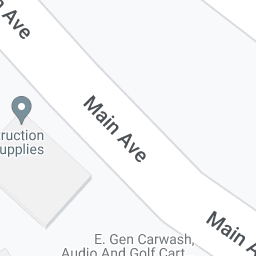 n Ave
Main Ave
ruction
upplies
Main A
E. Gen Carwash,
Audio And Golf Cart